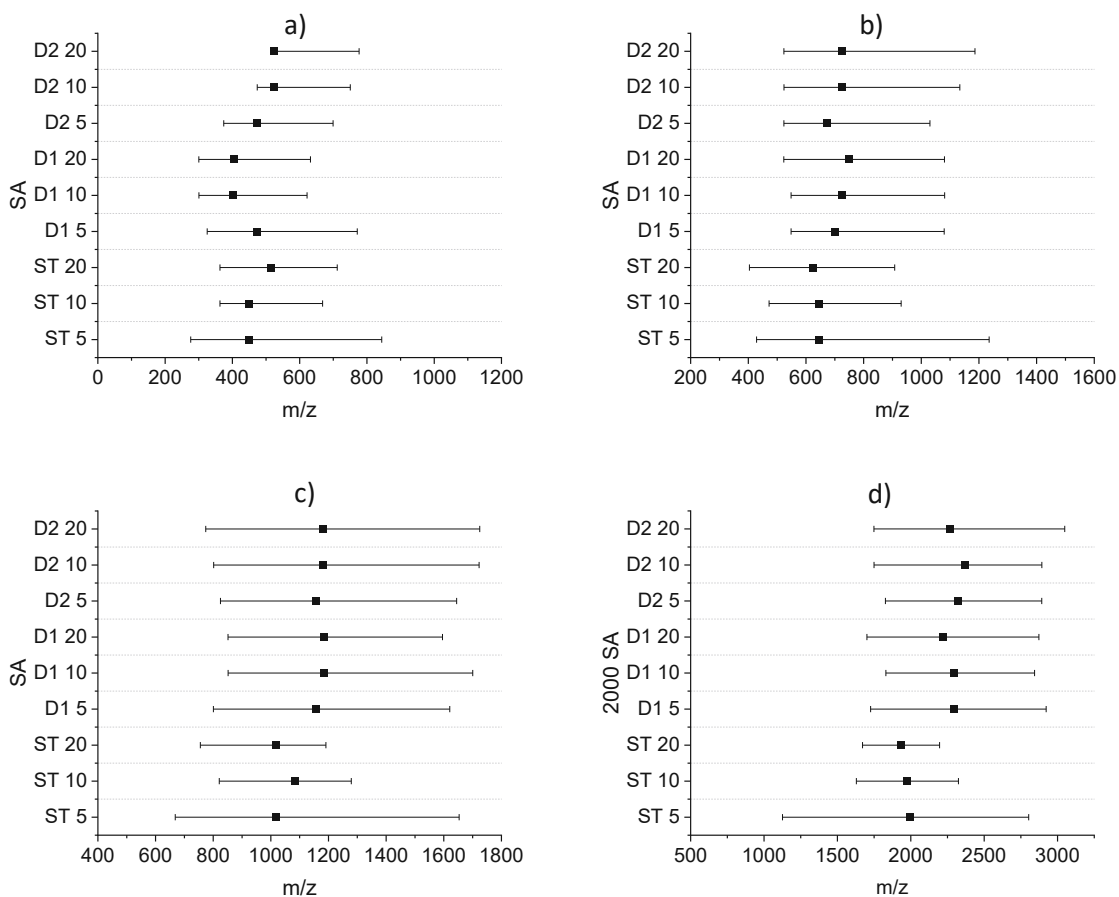 a)
D2 20
D2 10
D2 5
D1 20
D1 10
D1 5
ST 20
ST 10
ST 5
SA
0 200 400 600 800 1000 1200
m/z
b)
D2 20
D2 10
D2 5
D1 20
D1 10
D1 5
ST 20
ST 10
ST 5
SA
200 400 600 800 1000 1200 1400 1600
m/z
c)
D2 20
D2 10
D2 5
D1 20
D1 10
D1 5
ST 20
ST 10
ST 5
SA
400 600 800 1000 1200 1400 1600 1800
m/z
d)
D2 20
D2 10
D2 5
D1 20
D1 10
D1 5
ST 20
ST 10
ST 5
2000 SA
500 1000 1500 2000 2500 3000
m/z